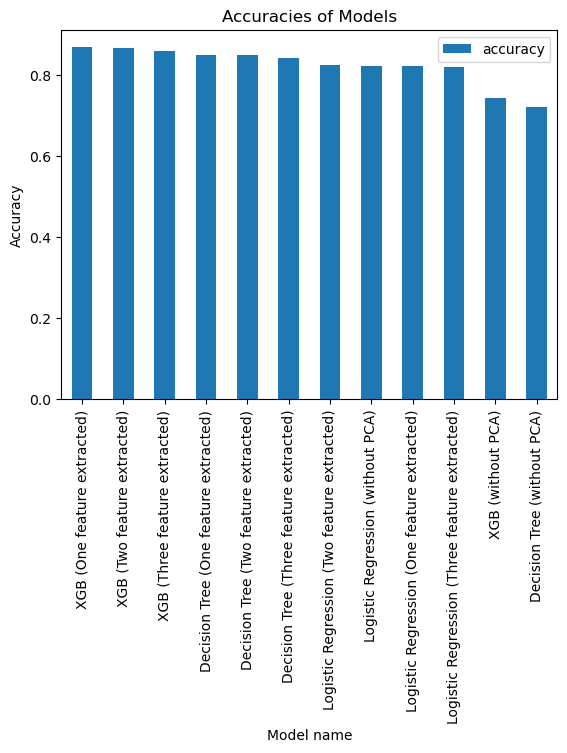 Accuracies of Models
accuracy
Accuracy
0.8
0.6
0.4
0.2
0.0
XGB (One feature extracted)
XGB (Two feature extracted)
XGB (Three feature extracted)
Decision Tree (One feature extracted)
Decision Tree (Two feature extracted)
Decision Tree (Three feature extracted)
Logistic Regression (Two feature extracted)
Logistic Regression (without PCA)
Logistic Regression (One feature extracted)
Logistic Regression (Three feature extracted)
XGB (without PCA)
Decision Tree (without PCA)
Model name